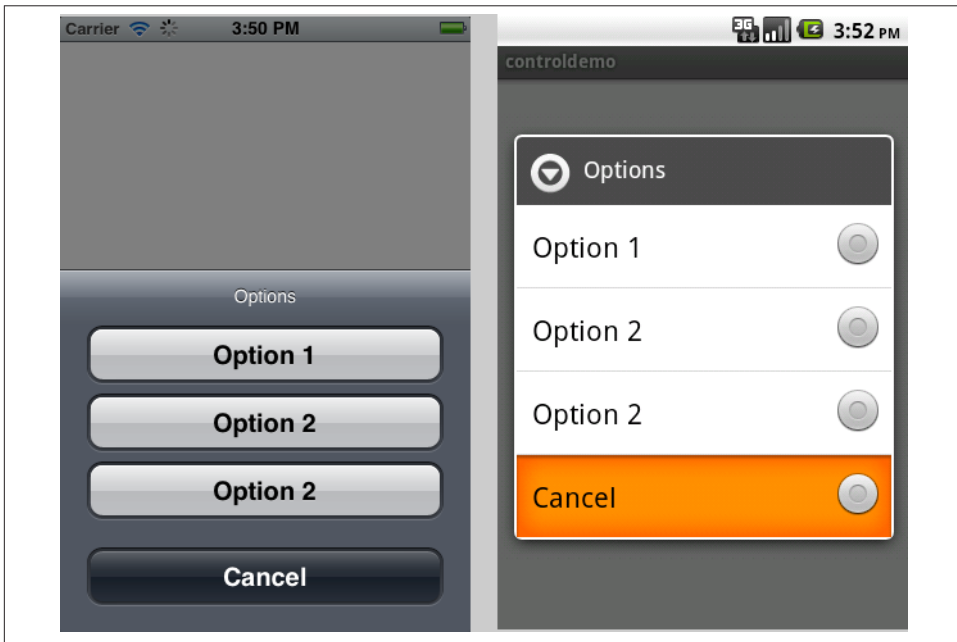 Carrier 3:50 PM
Options
Option 1
Option 2
Option 2
Cancel
3G 3:52 PM
controldemo
Options
Option 1
Option 2
Option 2
Cancel